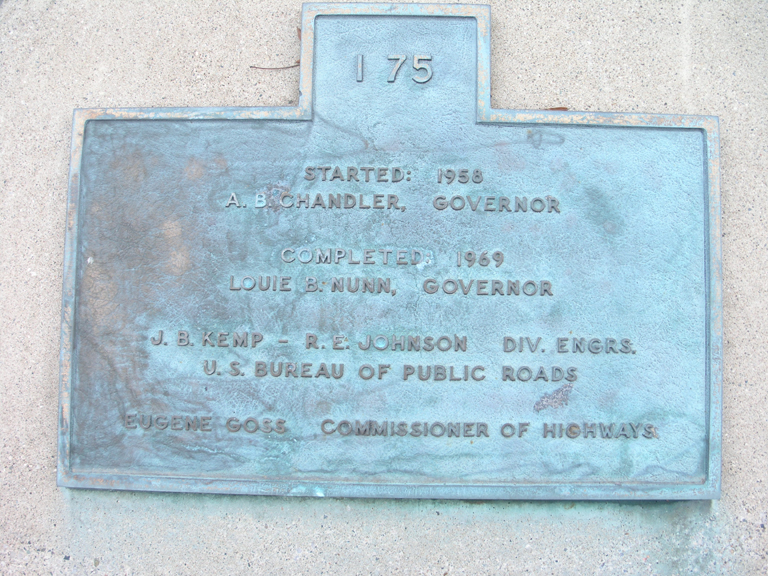 I 75
STARTED: 1958
A. B. CHANDLER, GOVERNOR
COMPLETED: 1969
LOUIE B. NUNN, GOVERNOR
J. B. KEMP - R. E. JOHNSON DIV. ENGRS.
U. S. BUREAU OF PUBLIC ROADS
EUGENE GOSS COMMISSIONER OF HIGHWAYS